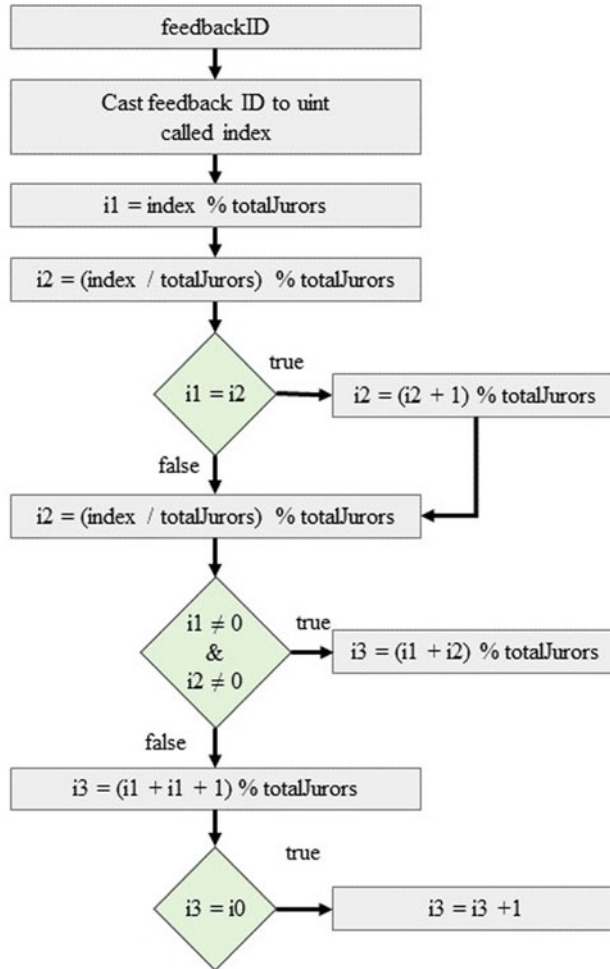 feedbackID
Cast feedback ID to uint
called index
i1 = index % totalJurors
i2 = (index / totalJurors) % totalJurors
i1 = i2
true
i2 = (i2 + 1) % totalJurors
false
i2 = (index / totalJurors) % totalJurors
i1 ≠ 0
&
i2 ≠ 0
true
i3 = (i1 + i2) % totalJurors
false
i3 = (i1 + i1 + 1) % totalJurors
true
i3 = i0
i3 = i3 +1